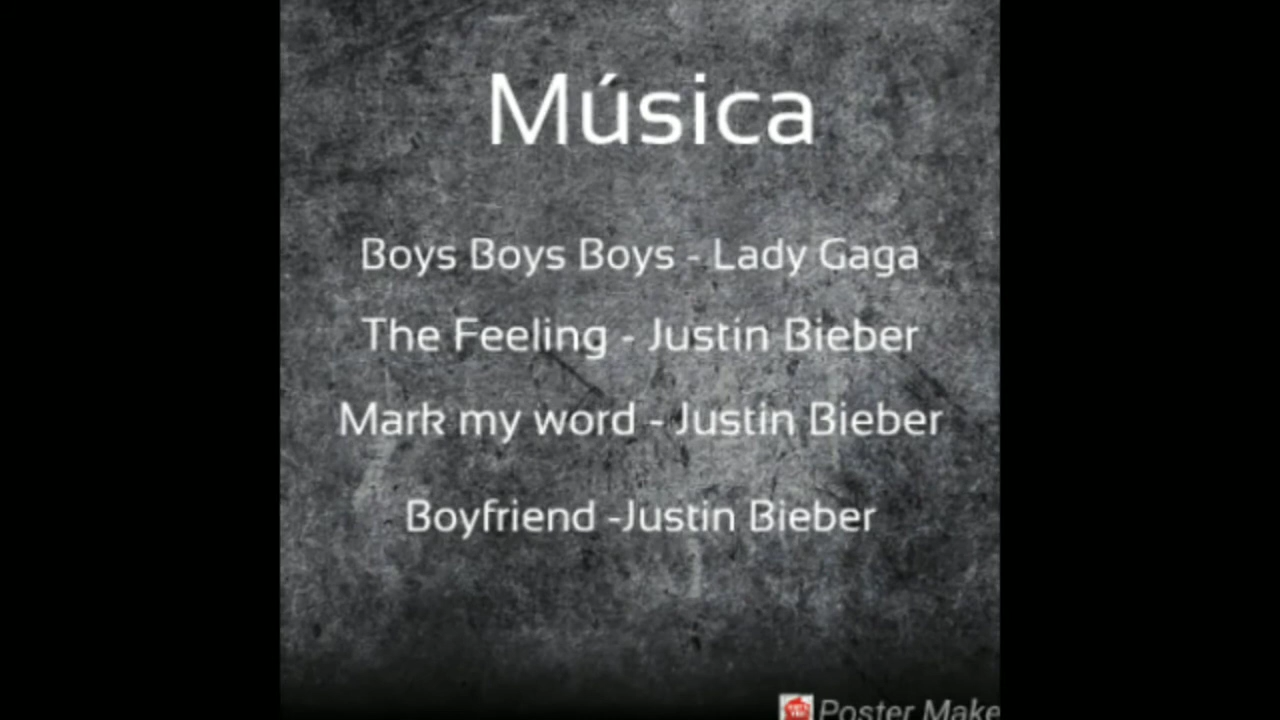 Música
Boys Boys Boys - Lady Gaga
The Feeling - Justin Bieber
Mark my word - Justin Bieber
Boyfriend -Justin Bieber
Poster Make